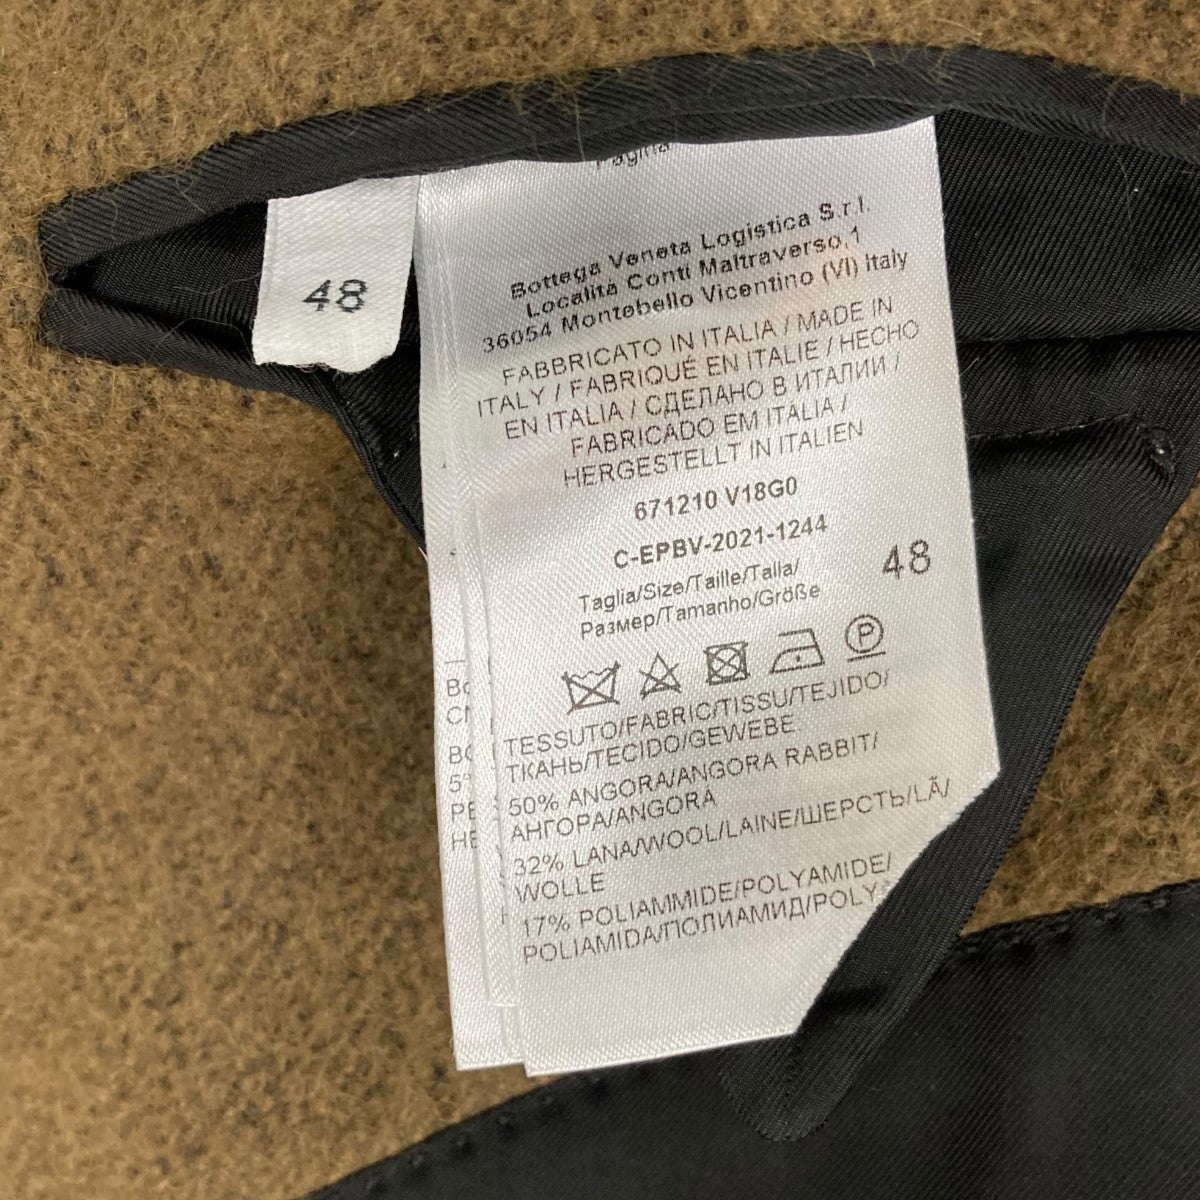 Pagina
48
Bottega Veneta Logistica S.r.l.
Località Conti Maltraverso,1
36054 Montebello Vicentino (VI) Italy
FABBRICATO IN ITALIA / MADE IN
ITALY / FABRIQUÉ EN ITALIE / HECHO
EN ITALIA / СДЕЛАНО В ИТАЛИИ /
FABRICADO EM ITALIA /
HERGESTELLT IN ITALIEN
671210 V18G0
C-EPBV-2021-1244
Taglia/Size/Taille/Talla/
Размер/Tamanho/Größe
48
P
TESSUTO/FABRIC/TISSU/TEJIDO/
ТКАНЬ/TECIDO/GEWEBE
50% ANGORA/ANGORA RABBIT/
АНГОРА/ANGORA
32% LANA/WOOL/LAINE/ШЕРСТЬ/LÃ/
WOLLE
17% POLIAMMIDE/POLYAMIDE/
POLIAMIDA/ПОЛИАМИД/POLY